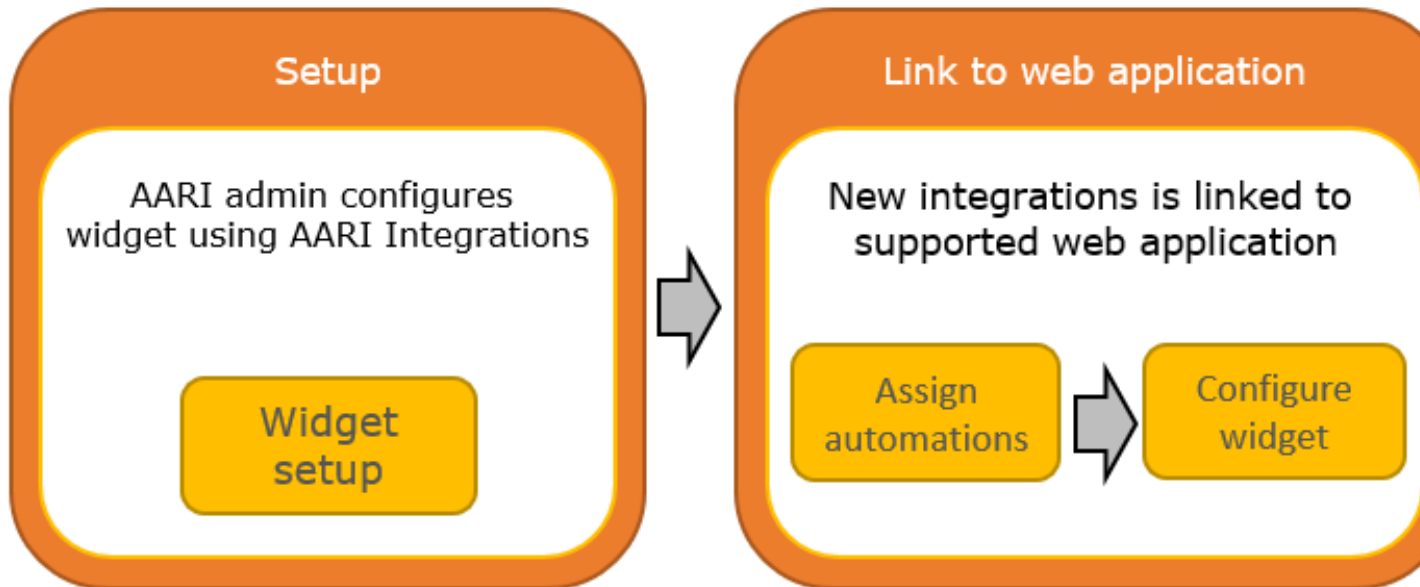 Setup
AARI admin configures
widget using AARI Integrations
Widget
setup
Link to web application
New integrations is linked to
supported web application
Assign
automations
Configure
widget